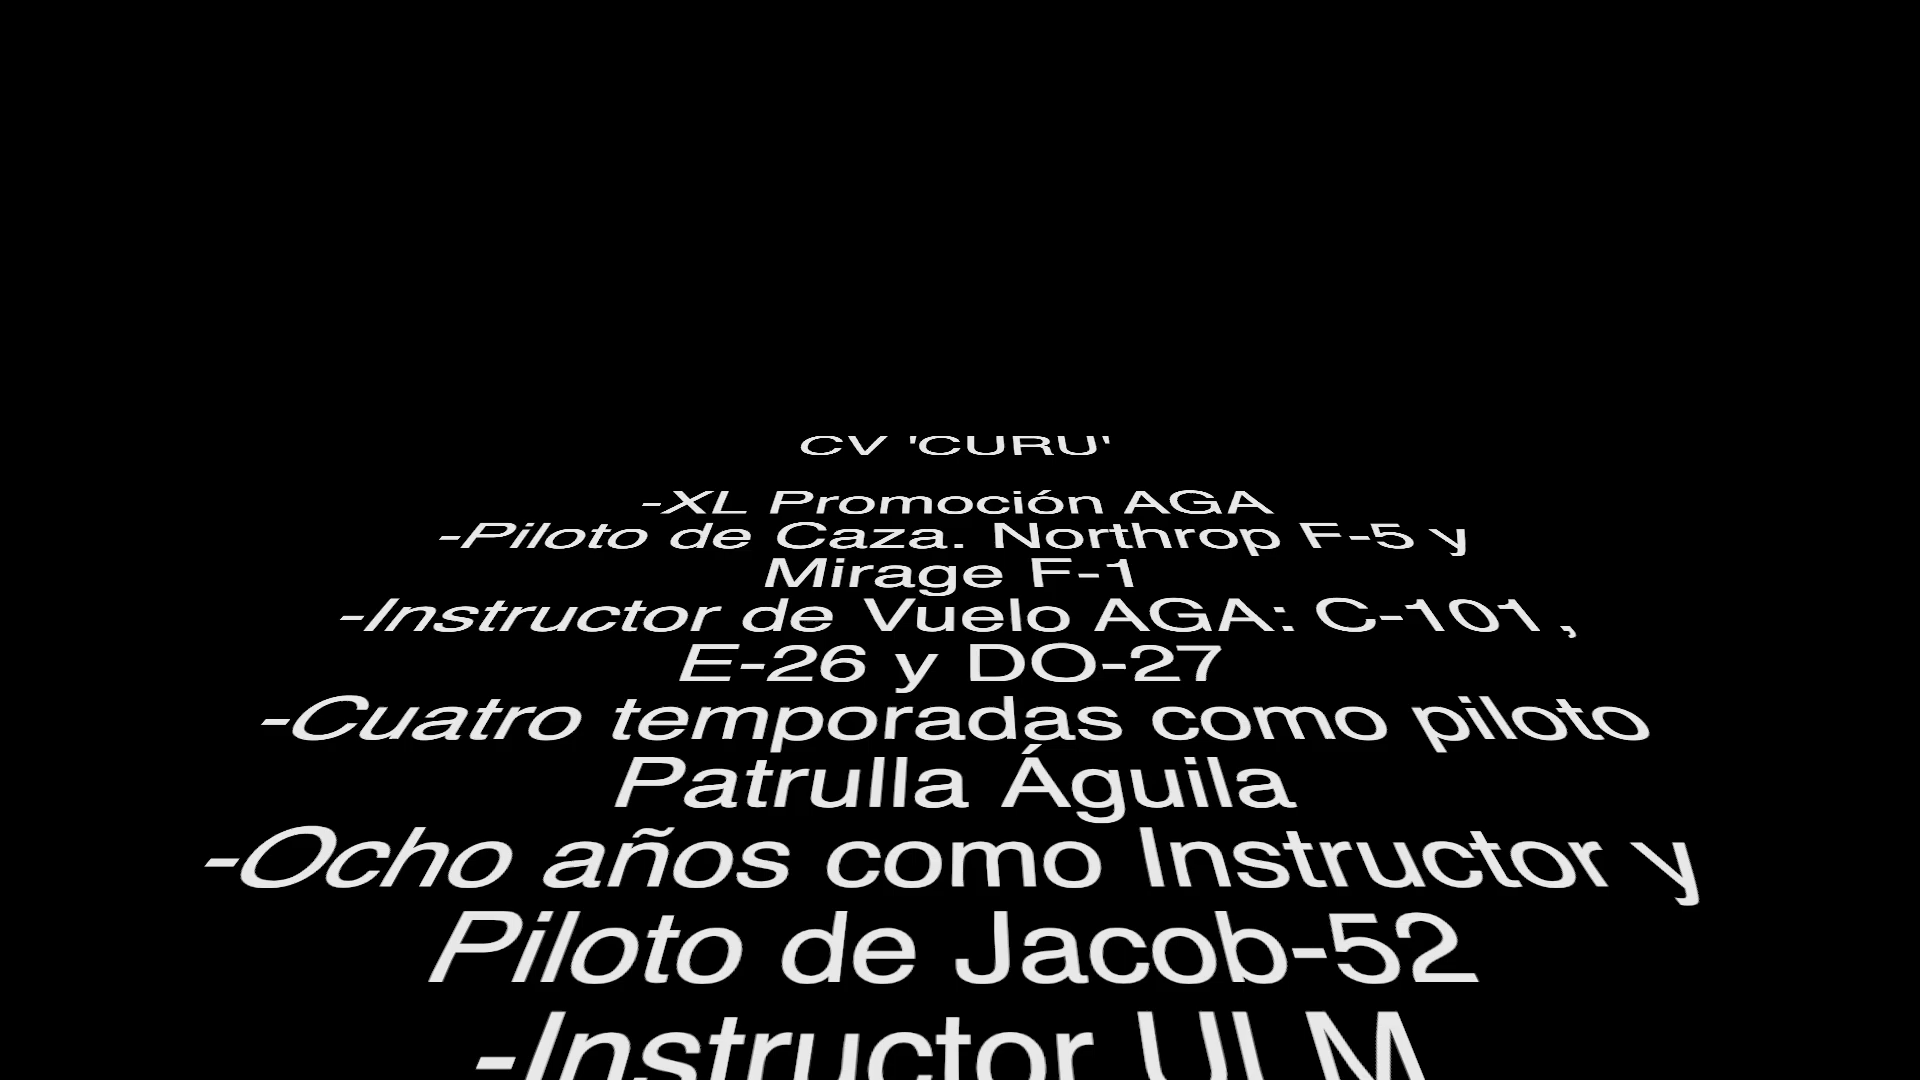 CV 'CURU'
-XL Promoción AGA
-Piloto de Caza. Northrop F-5 y
Mirage F-1
-Instructor de Vuelo AGA: C-101 ,
E-26 y DO-27
-Cuatro temporadas como piloto
Patrulla Águila
-Ocho años como Instructor y
Piloto de Jacob-52
-Instructor ULM